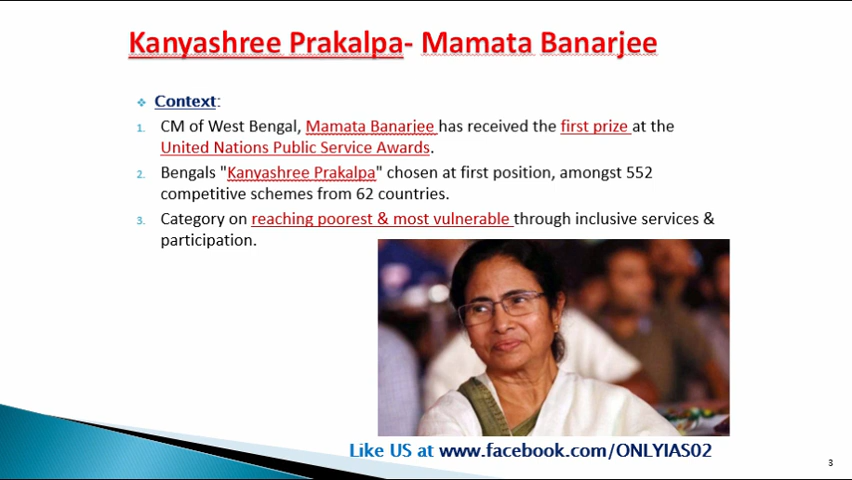 Kanyashree Prakalpa- Mamata Banarjee
❖ Context:
1. CM of West Bengal, Mamata Banarjee has received the first prize at the
United Nations Public Service Awards.
2. Bengals "Kanyashree Prakalpa" chosen at first position, amongst 552
competitive schemes from 62 countries.
3. Category on reaching poorest & most vulnerable through inclusive services &
participation.
Like US at www.facebook.com/ONLYIAS02
3